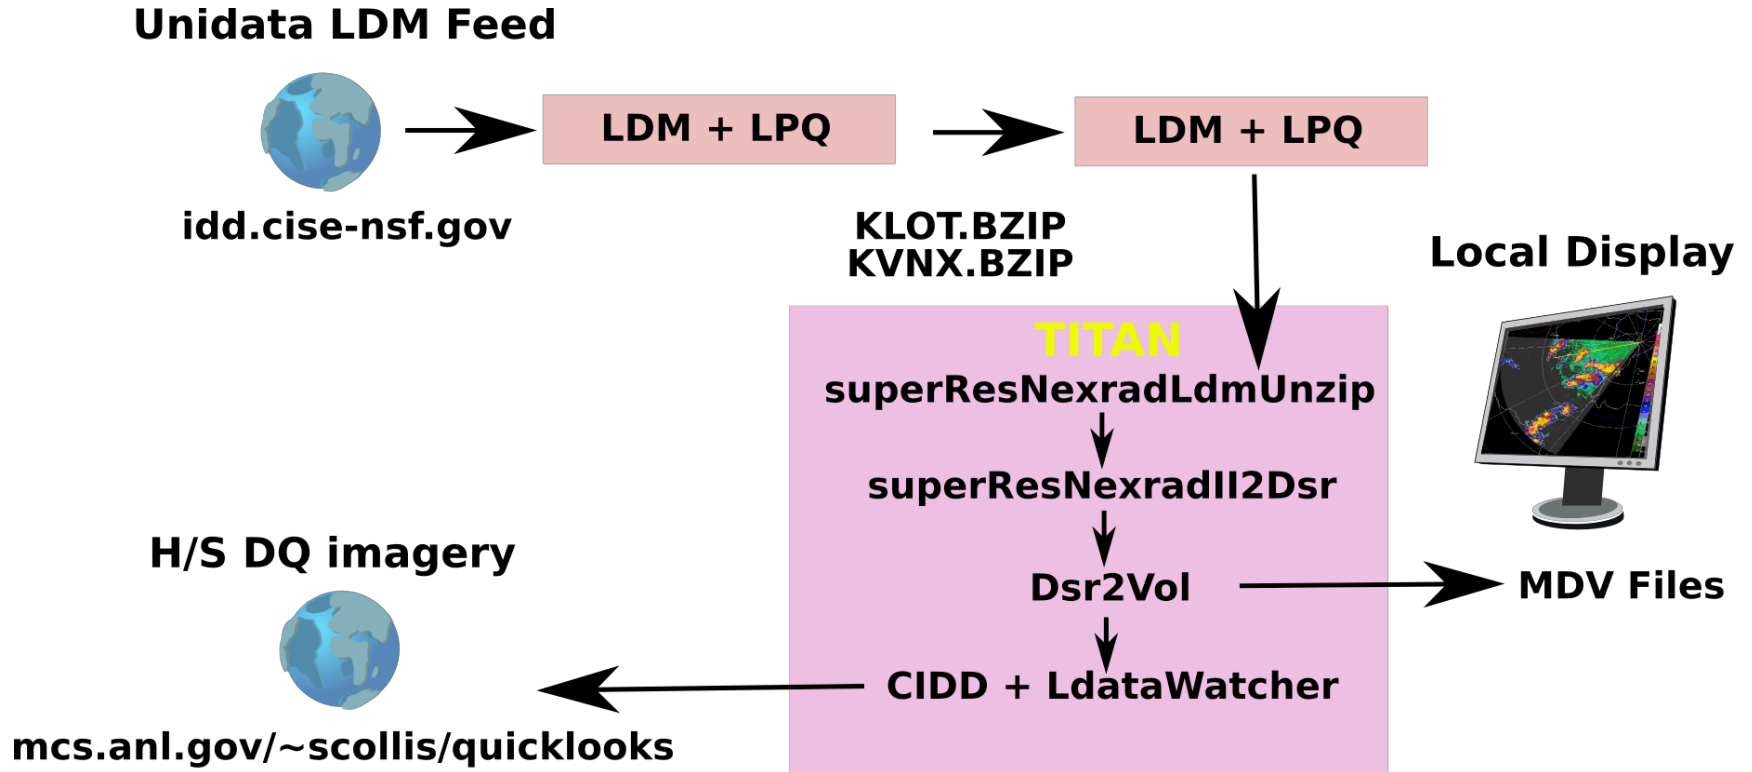 Unidata LDM Feed
LDM + LPQ
LDM + LPQ
idd.cise-nsf.gov
KLOT.BZIP
KVNX.BZIP
Local Display
TITAN
superResNexradLdmUnzip
superResNexradII2Dsr
H/S DQ imagery
Dsr2Vol
MDV Files
CIDD + LdataWatcher
mcs.anl.gov/~scollis/quicklooks